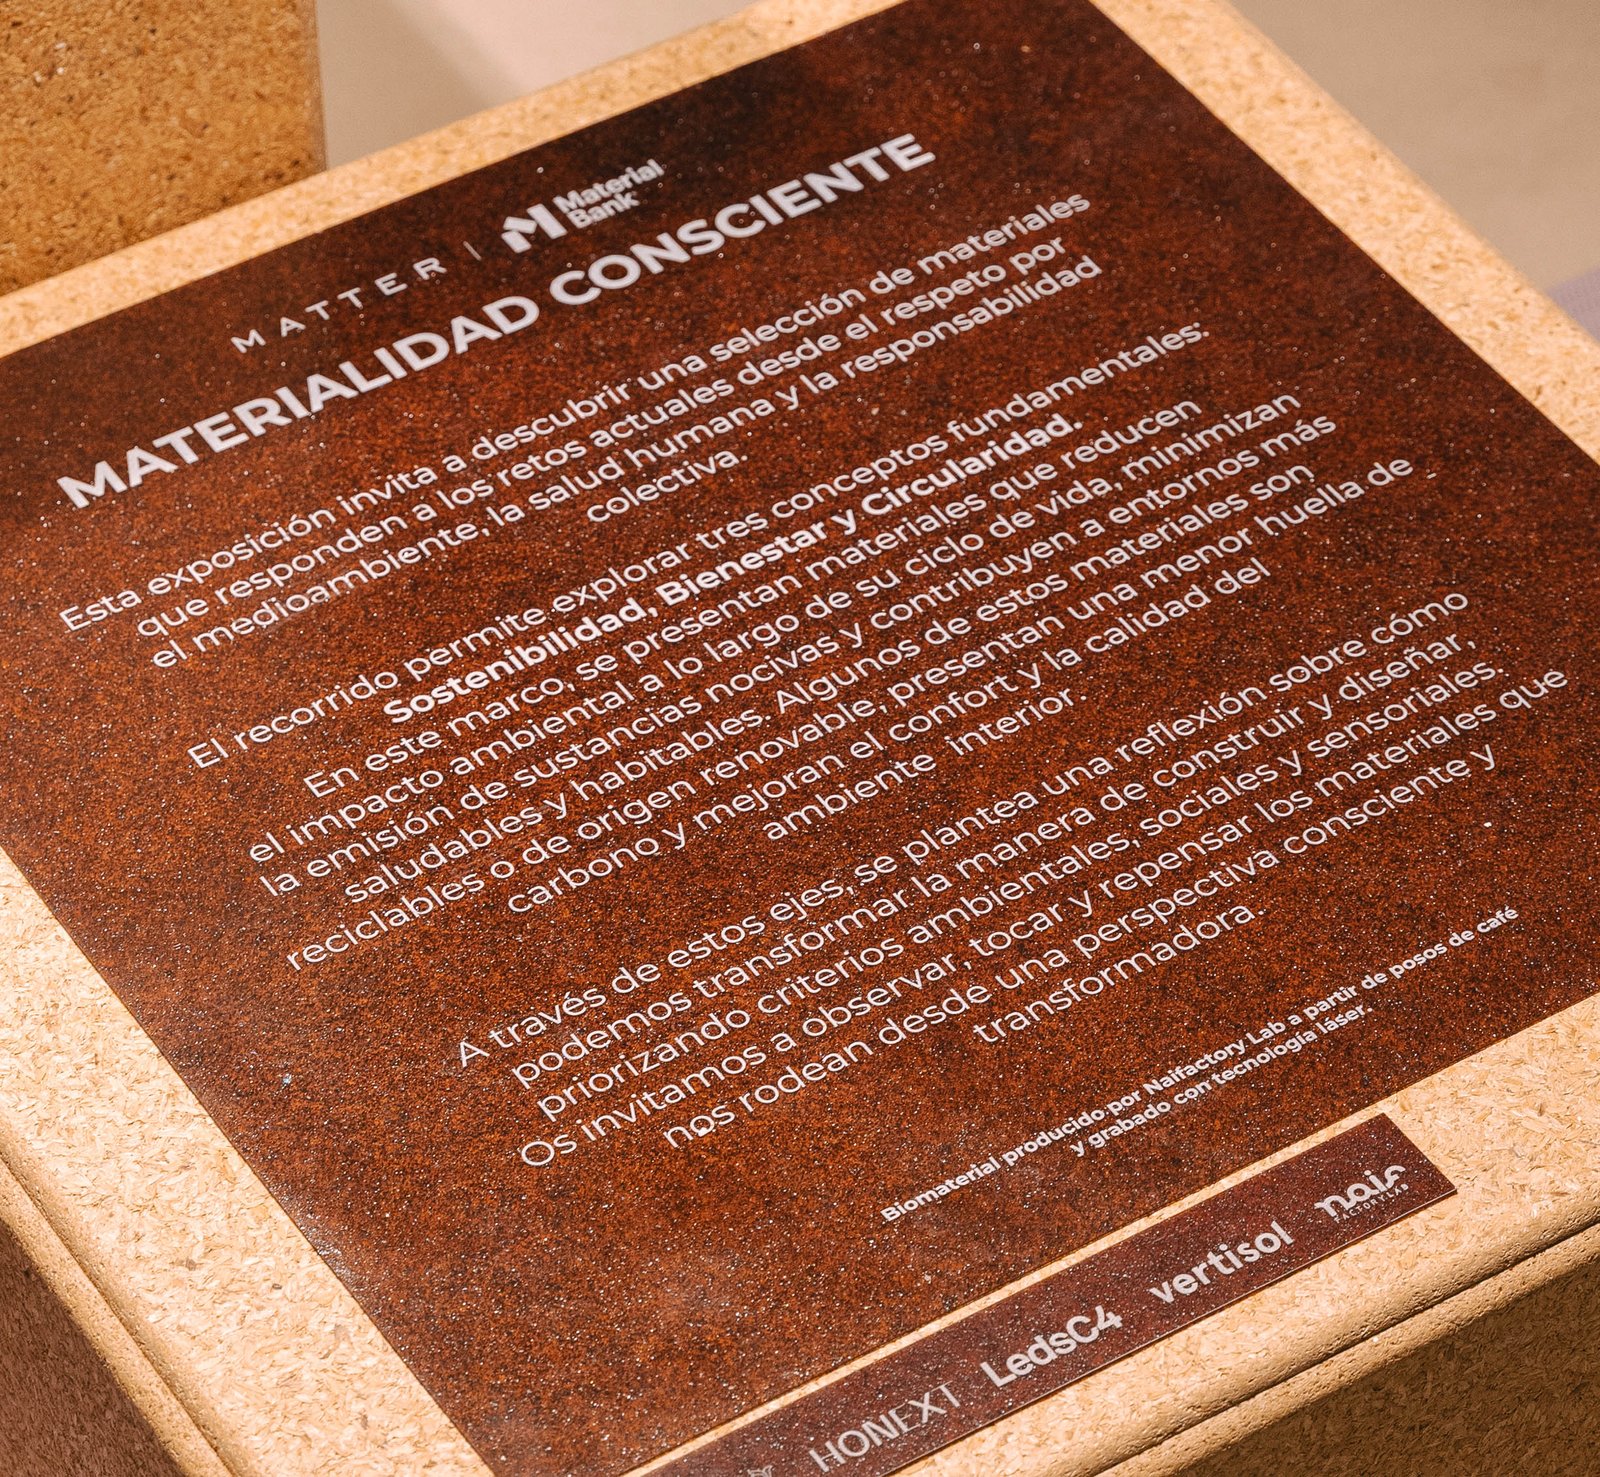 MATTER | Material Bank
MATERIALIDAD CONSCIENTE
Esta exposición invita a descubrir una selección de materiales
que responden a los retos actuales desde el respeto por
el medioambiente, la salud humana y la responsabilidad
colectiva.
El recorrido permite explorar tres conceptos fundamentales:
Sostenibilidad, Bienestar y Circularidad.
En este marco, se presentan materiales que reducen
el impacto ambiental a lo largo de su ciclo de vida, minimizan
la emisión de sustancias nocivas y contribuyen a entornos más
saludables y habitables. Algunos de estos materiales son
reciclables o de origen renovable, presentan una menor huella de
carbono y mejoran el confort y la calidad del
ambiente interior.
A través de estos ejes, se plantea una reflexión sobre cómo
podemos transformar la manera de construir y diseñar,
priorizando criterios ambientales, sociales y sensoriales.
Os invitamos a observar, tocar y repensar los materiales que
nos rodean desde una perspectiva consciente y
transformadora.
Biomaterial producido por Naifactory Lab a partir de posos de café
y grabado con tecnología láser.
HONEXT LedsC4 vertisol naif FACTORYLAB